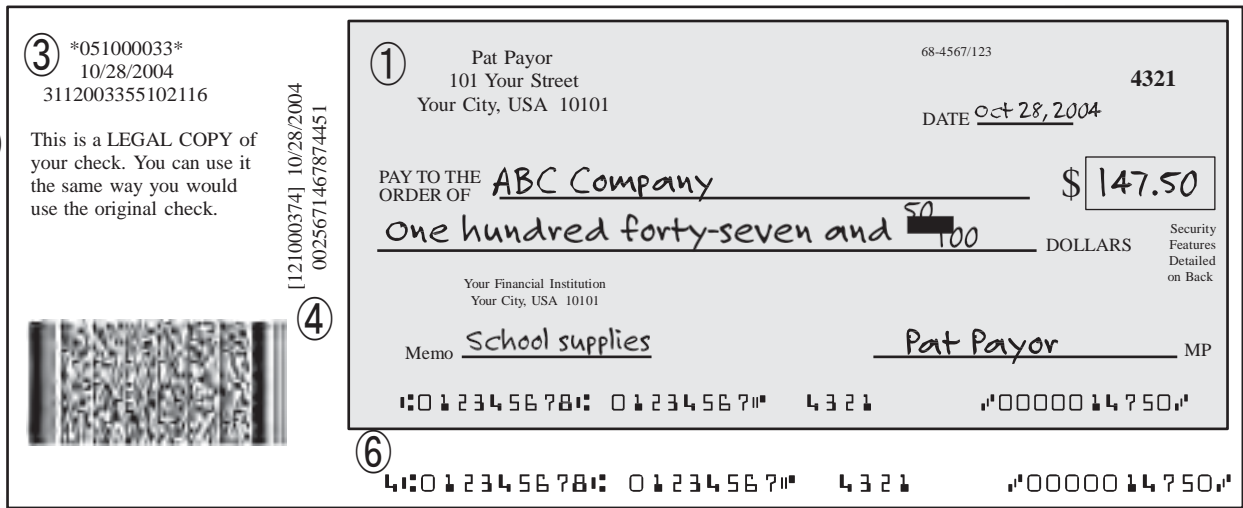 ③ *051000033*
10/28/2004
3112003355102116
This is a LEGAL COPY of
your check. You can use it
the same way you would
use the original check.
[121000374] 10/28/2004
0025671467874451
④
①
Pat Payor
101 Your Street
Your City, USA 10101
68-4567/123
4321
DATE Oct 28, 2004
PAY TO THE
ORDER OF ABC Company $ 147.50
One hundred forty-seven and 50/100 DOLLARS
Security
Features
Detailed
on Back
Your Financial Institution
Your City, USA 10101
Memo School supplies Pat Payor MP
⑆012345678⑆ 01234567⑈ 4321 ⑇0000014750⑇
⑥
4⑆012345678⑆ 01234567⑈ 4321 ⑇0000014750⑇